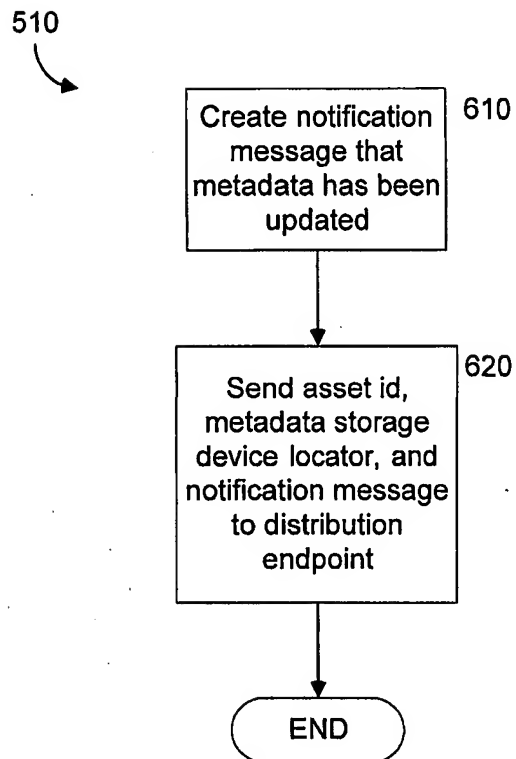 510
Create notification
message that
metadata has been
updated
610
Send asset id,
metadata storage
device locator, and
notification message
to distribution
endpoint
620
END